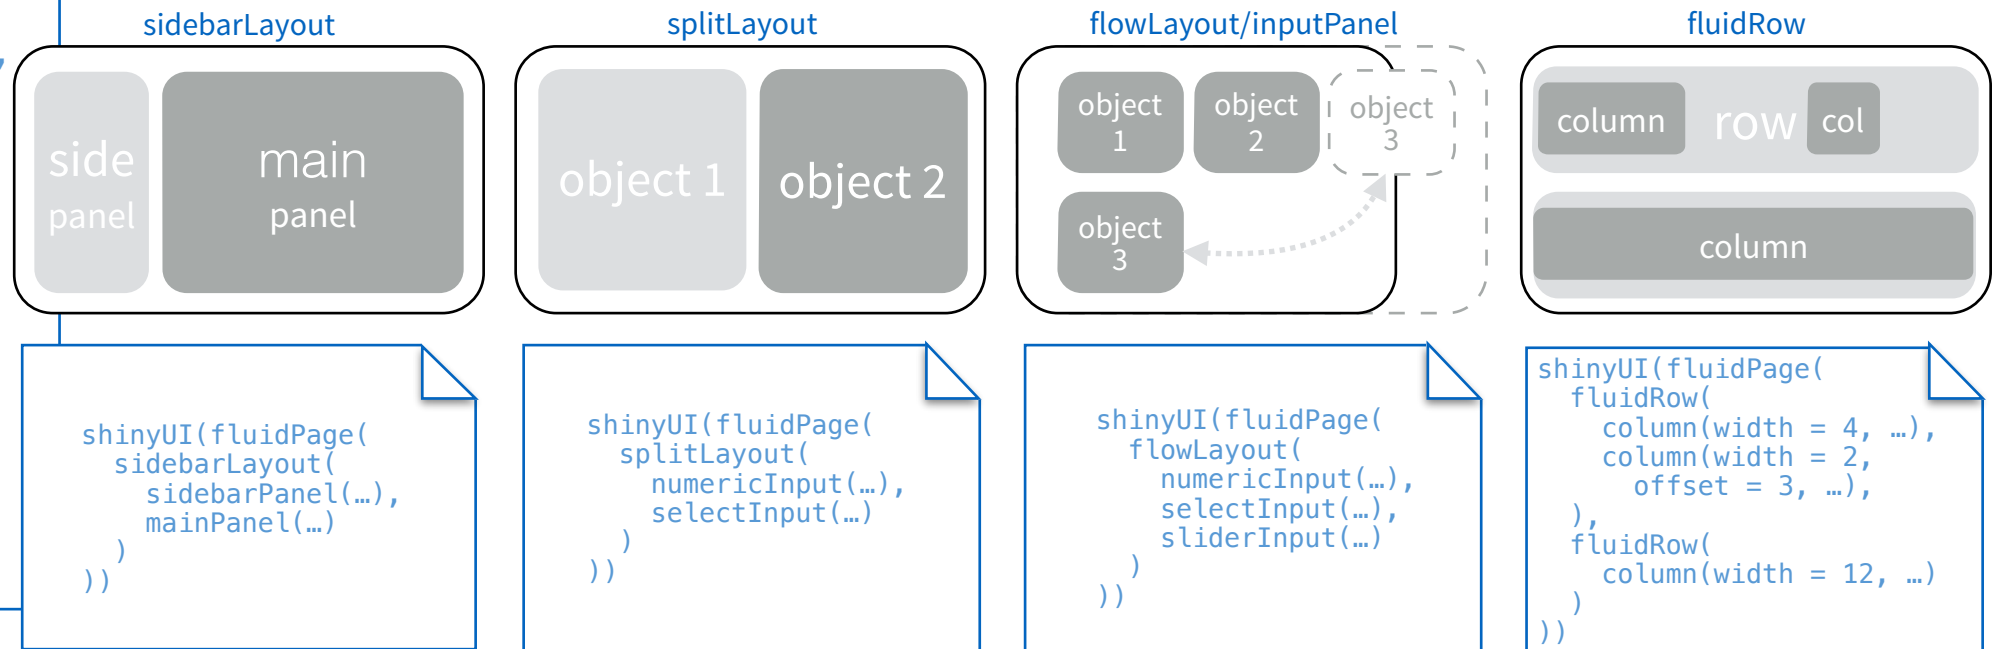 sidebarLayout
side
panel
main
panel
shinyUI(fluidPage(
  sidebarLayout(
    sidebarPanel(…),
    mainPanel(…)
  )
))
splitLayout
object 1
object 2
shinyUI(fluidPage(
  splitLayout(
    numericInput(…),
    selectInput(…)
  )
))
flowLayout/inputPanel
object
1
object
2
object
3
object
3
shinyUI(fluidPage(
  flowLayout(
    numericInput(…),
    selectInput(…),
    sliderInput(…)
  )
))
fluidRow
column
row
col
column
shinyUI(fluidPage(
  fluidRow(
    column(width = 4, …),
    column(width = 2,
      offset = 3, …),
  ),
  fluidRow(
    column(width = 12, …)
  )
))